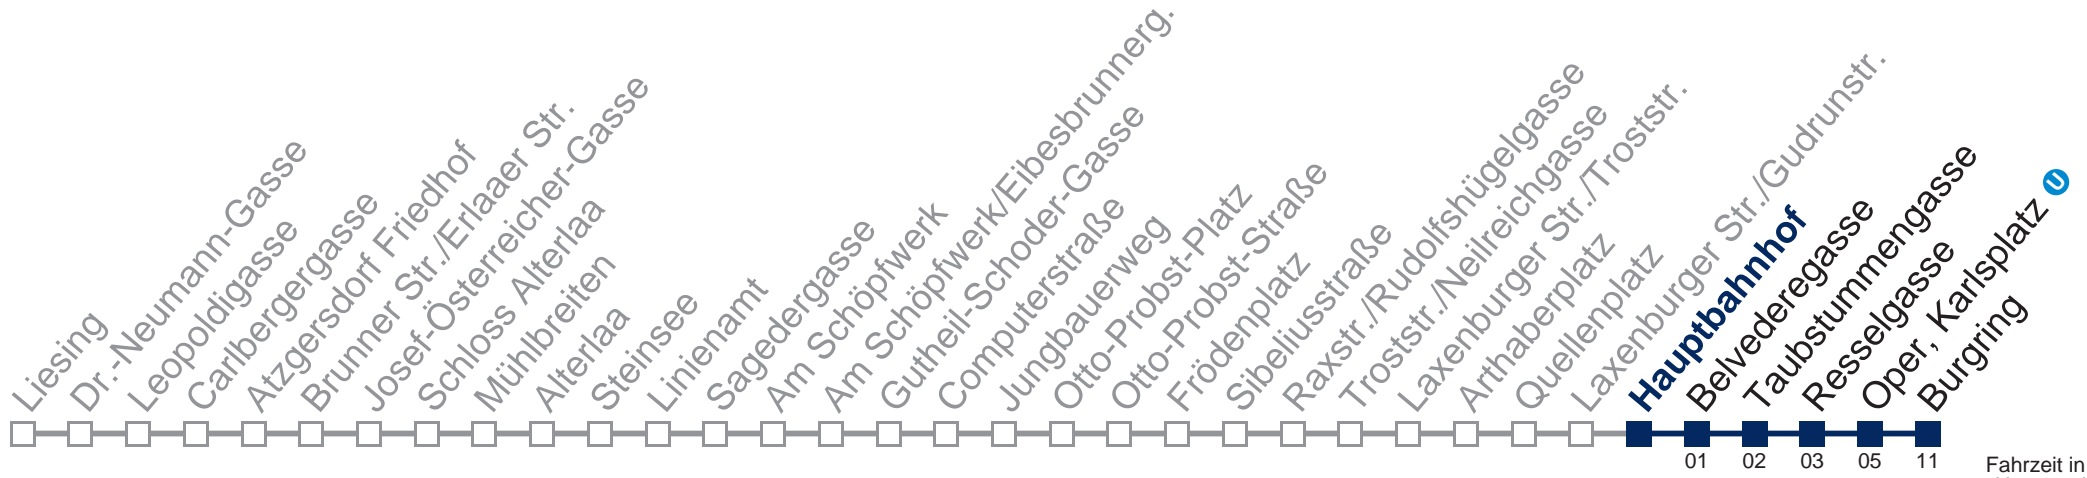 Liesing
Dr.-Neumann-Gasse
Leopoldigasse
Carlbergergasse
Atzgersdorf Friedhof
Brunner Str./Erlaaer Str.
Josef-Österreicher-Gasse
Schloss Alterlaa
Mühlbreiten
Alterlaa
Steinsee
Linienamt
Sagedergasse
Am Schöpfwerk
Am Schöpfwerk/Eibesbrunnerg.
Gutheil-Schoder-Gasse
Computerstraße
Jungbauerweg
Otto-Probst-Platz
Otto-Probst-Straße
Frödenplatz
Sibeliusstraße
Raxstr./Rudolfshügelgasse
Troststr./Neilreichgasse
Laxenburger Str./Troststr.
Arthaberplatz
Quellenplatz
Laxenburger Str./Gudrunstr.
Hauptbahnhof
Belvederegasse
Taubstummengasse
Resselgasse
Oper, Karlsplatz U
Burgring
01 02 03 05 11
Fahrzeit in